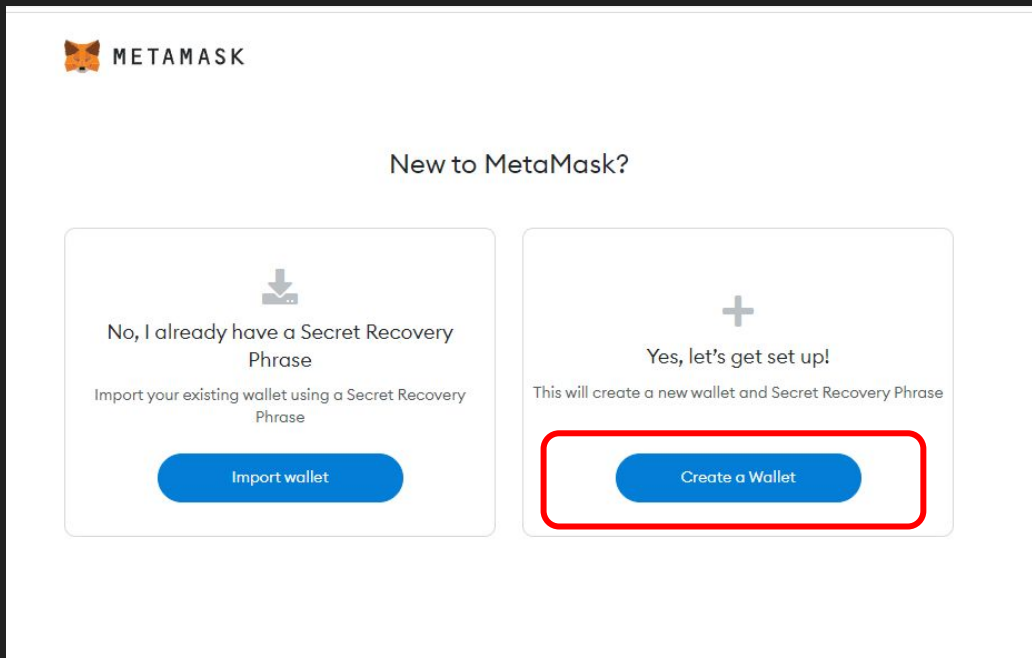 METAMASK
New to MetaMask?
No, I already have a Secret Recovery
Phrase
Import your existing wallet using a Secret Recovery
Phrase
Import wallet
Yes, let's get set up!
This will create a new wallet and Secret Recovery Phrase
Create a Wallet